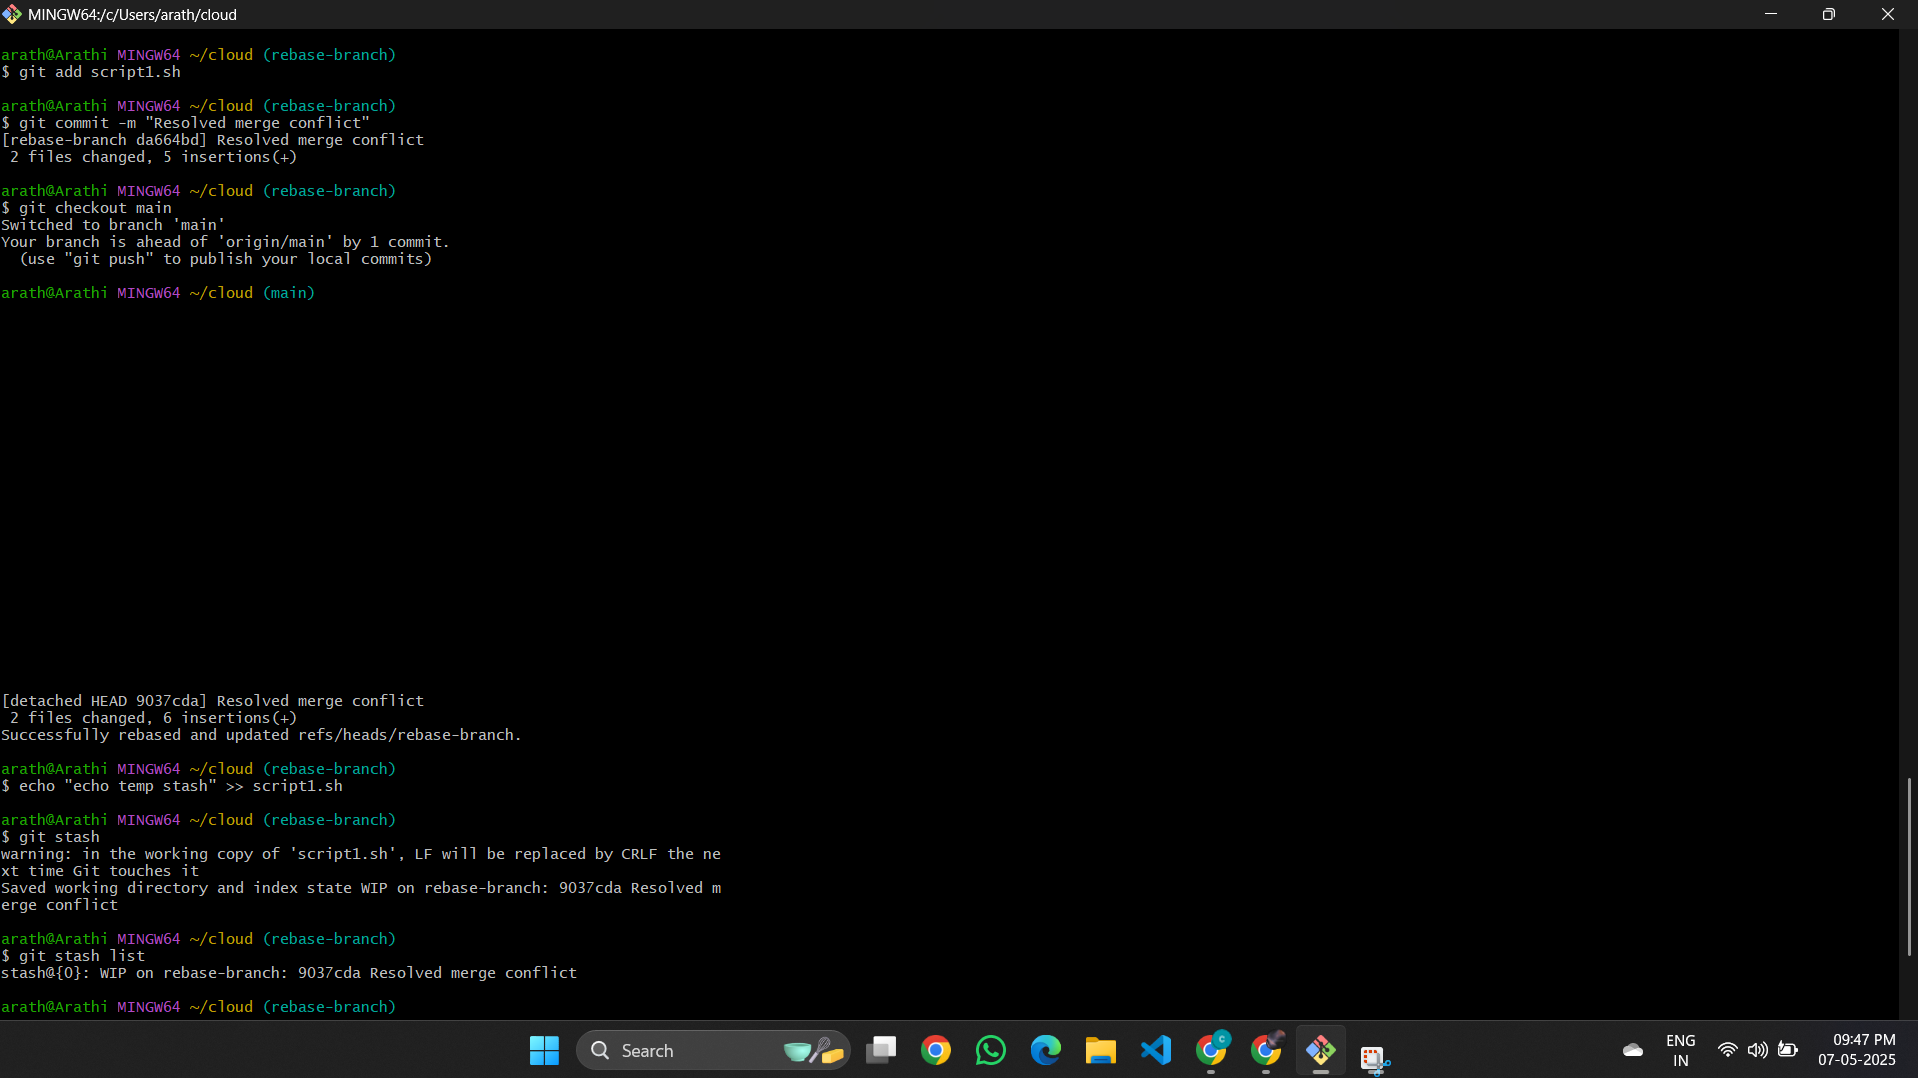 MINGW64:/c/Users/arath/cloud
arath@Arathi MINGW64 ~/cloud (rebase-branch)
$ git add script1.sh
arath@Arathi MINGW64 ~/cloud (rebase-branch)
$ git commit -m "Resolved merge conflict"
[rebase-branch da664bd] Resolved merge conflict
 2 files changed, 5 insertions(+)
arath@Arathi MINGW64 ~/cloud (rebase-branch)
$ git checkout main
Switched to branch 'main'
Your branch is ahead of 'origin/main' by 1 commit.
  (use "git push" to publish your local commits)
arath@Arathi MINGW64 ~/cloud (main)
[detached HEAD 9037cda] Resolved merge conflict
 2 files changed, 6 insertions(+)
Successfully rebased and updated refs/heads/rebase-branch.
arath@Arathi MINGW64 ~/cloud (rebase-branch)
$ echo "echo temp stash" >> script1.sh
arath@Arathi MINGW64 ~/cloud (rebase-branch)
$ git stash
warning: in the working copy of 'script1.sh', LF will be replaced by CRLF the ne
xt time Git touches it
Saved working directory and index state WIP on rebase-branch: 9037cda Resolved m
erge conflict
arath@Arathi MINGW64 ~/cloud (rebase-branch)
$ git stash list
stash@{0}: WIP on rebase-branch: 9037cda Resolved merge conflict
arath@Arathi MINGW64 ~/cloud (rebase-branch)
Search
C
ENG
IN
09:47 PM
07-05-2025